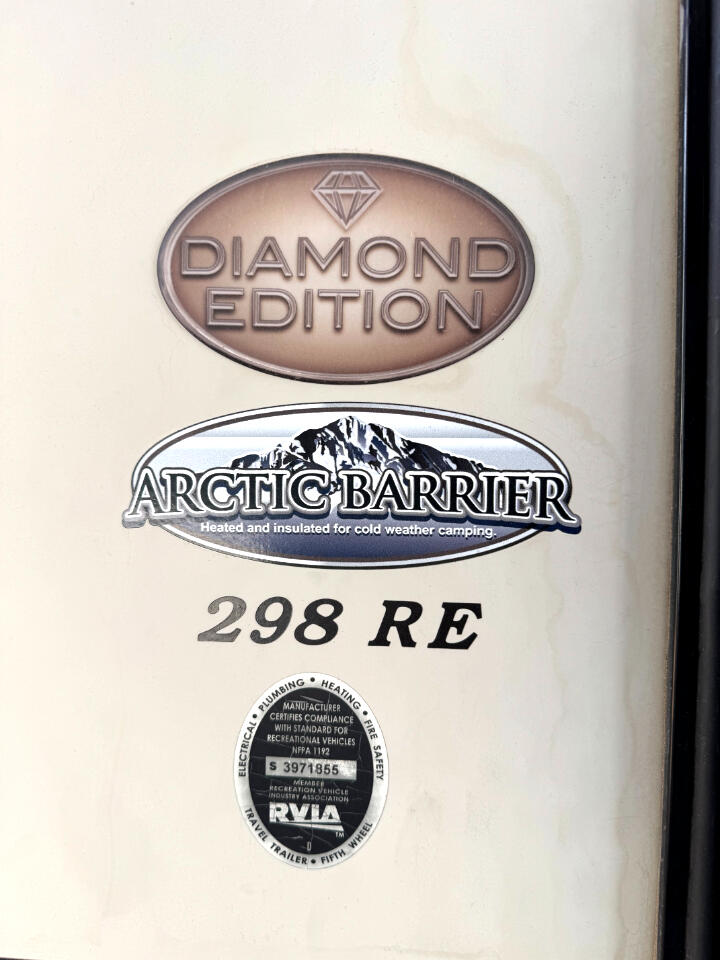 DIAMOND
EDITION
ARCTIC BARRIER
Heated and insulated for cold weather camping.
298 RE
ELECTRICAL • PLUMBING • HEATING • FIRE SAFETY
MANUFACTURER
CERTIFIES COMPLIANCE
WITH STANDARD FOR
RECREATIONAL VEHICLES
NFPA 1192
S 3971855
MEMBER
RECREATION VEHICLE
INDUSTRY ASSOCIATION
RVIA
TM
D
TRAVEL TRAILER • FIFTH WHEEL